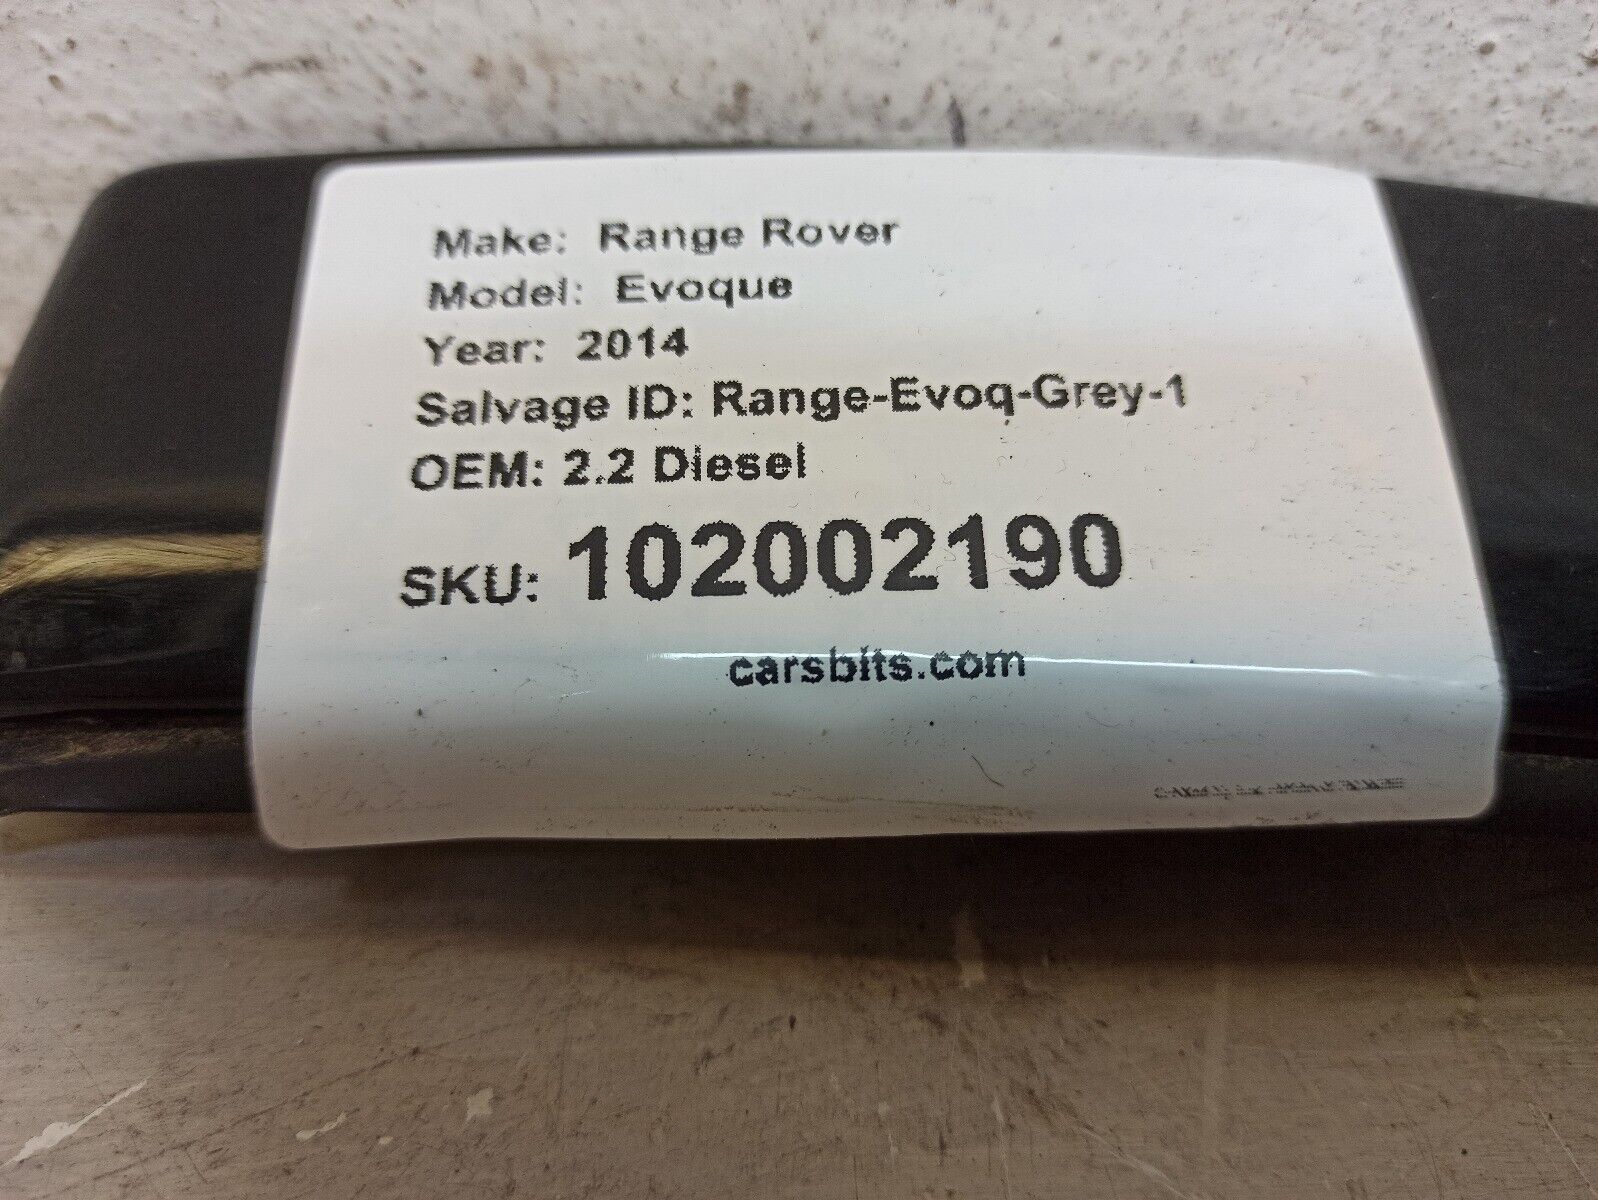 Make: Range Rover
Model: Evoque
Year: 2014
Salvage ID: Range-Evoq-Grey-1
OEM: 2.2 Diesel
SKU: 102002190
carsbits.com